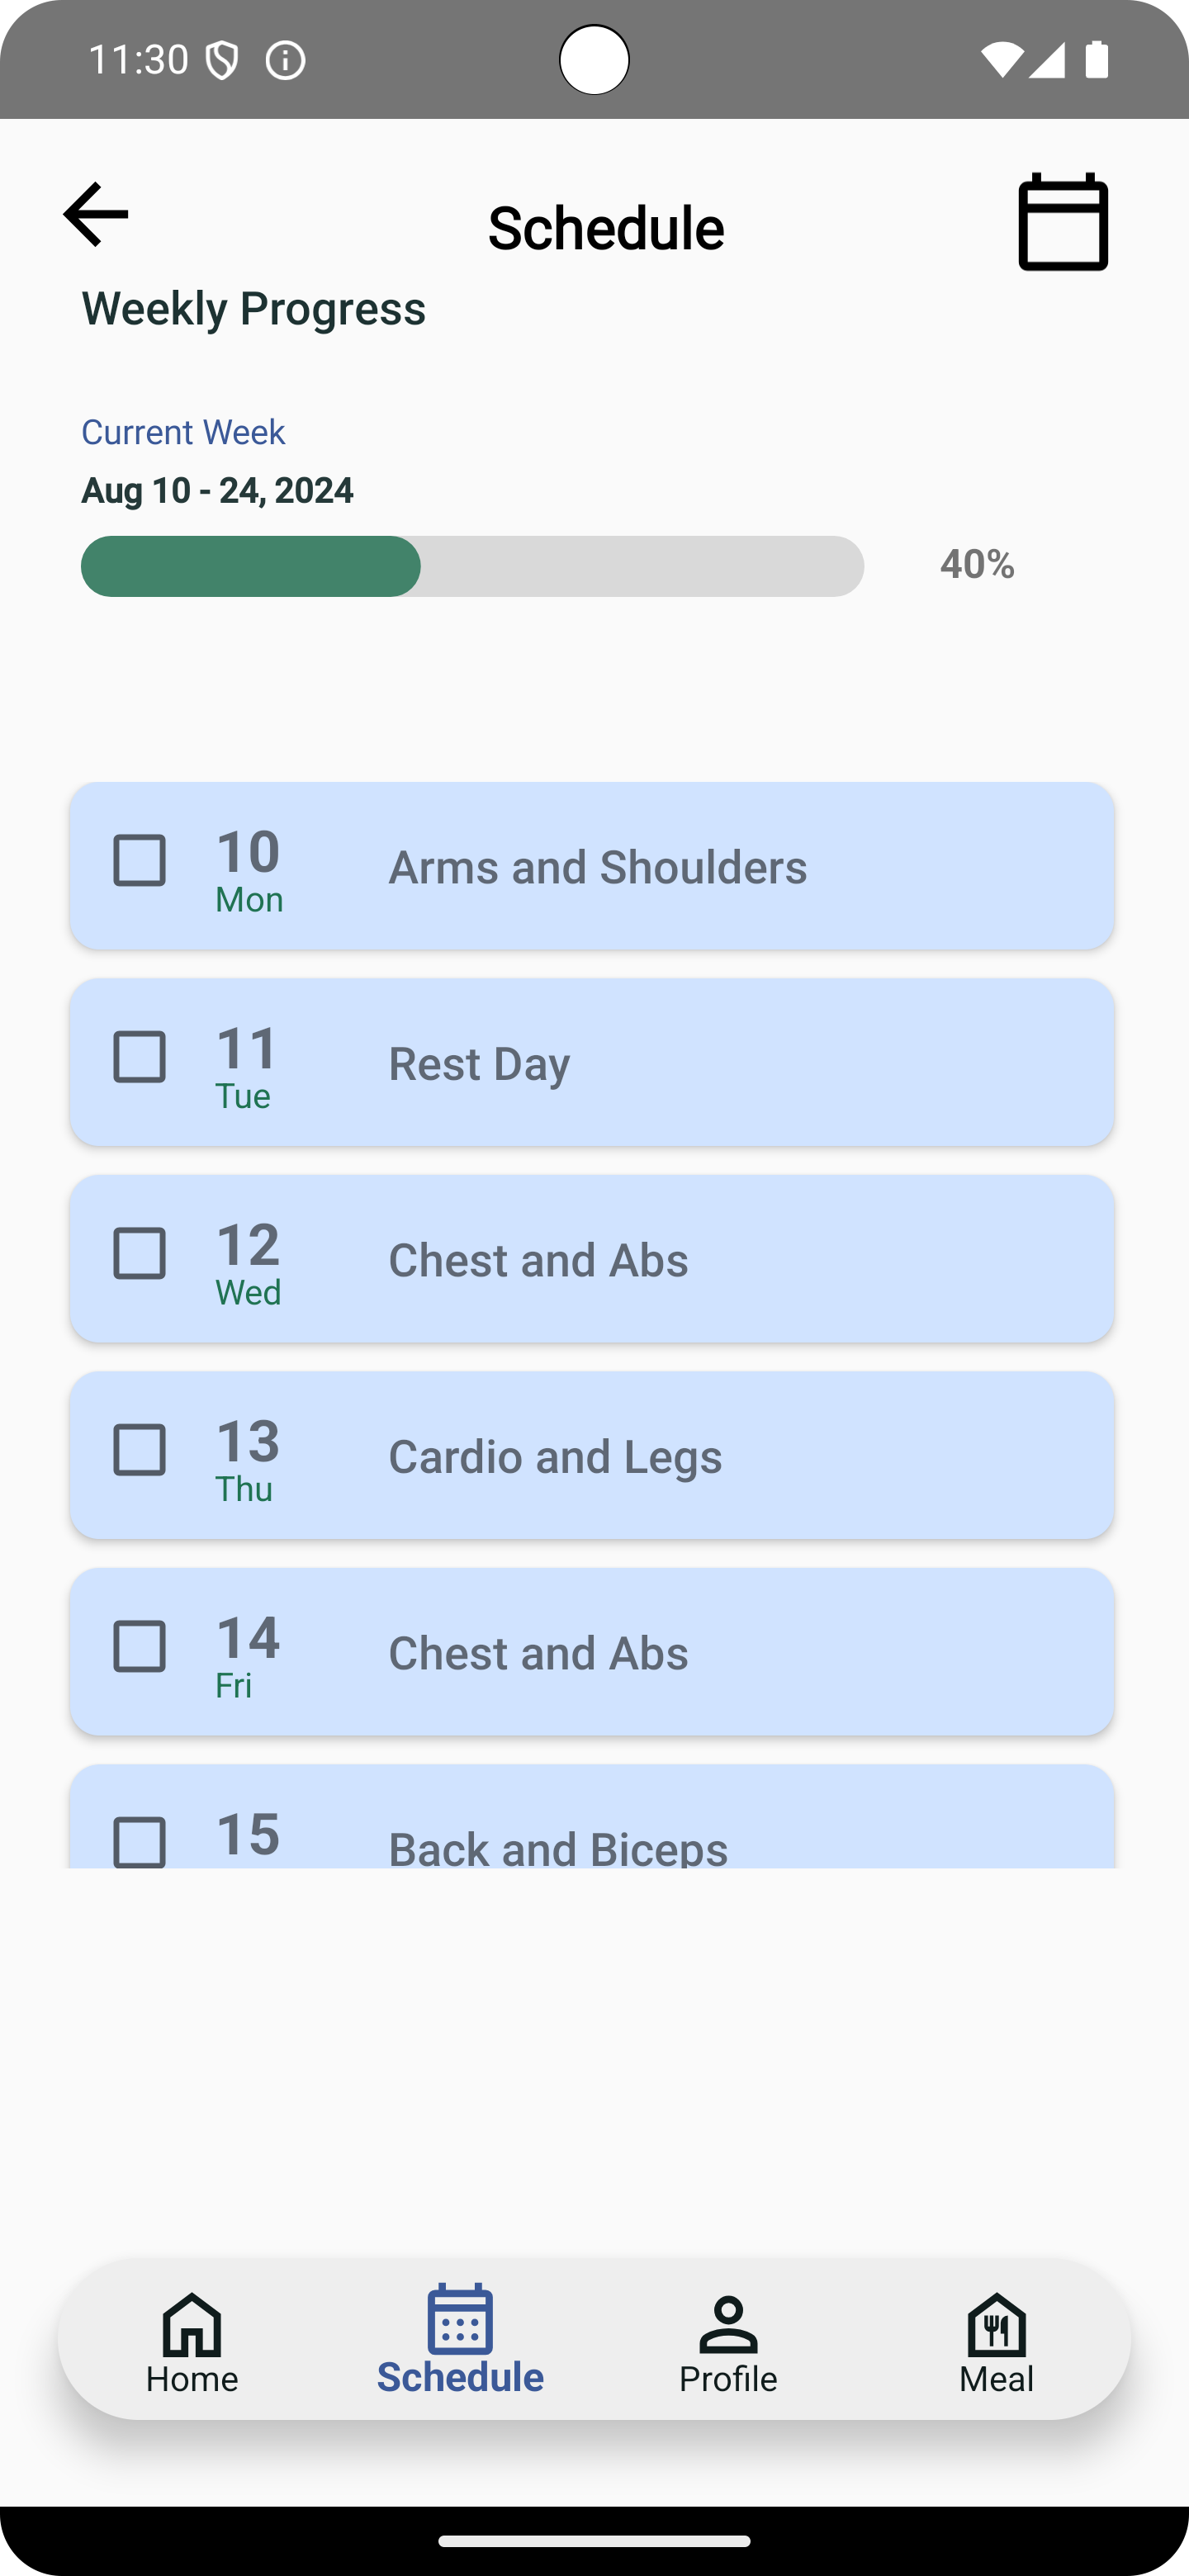 11:30
Schedule
Weekly Progress
Current Week
Aug 10 - 24, 2024
40%
10
Mon
Arms and Shoulders
11
Tue
Rest Day
12
Wed
Chest and Abs
13
Thu
Cardio and Legs
14
Fri
Chest and Abs
15
Back and Biceps
Home
Schedule
Profile
Meal